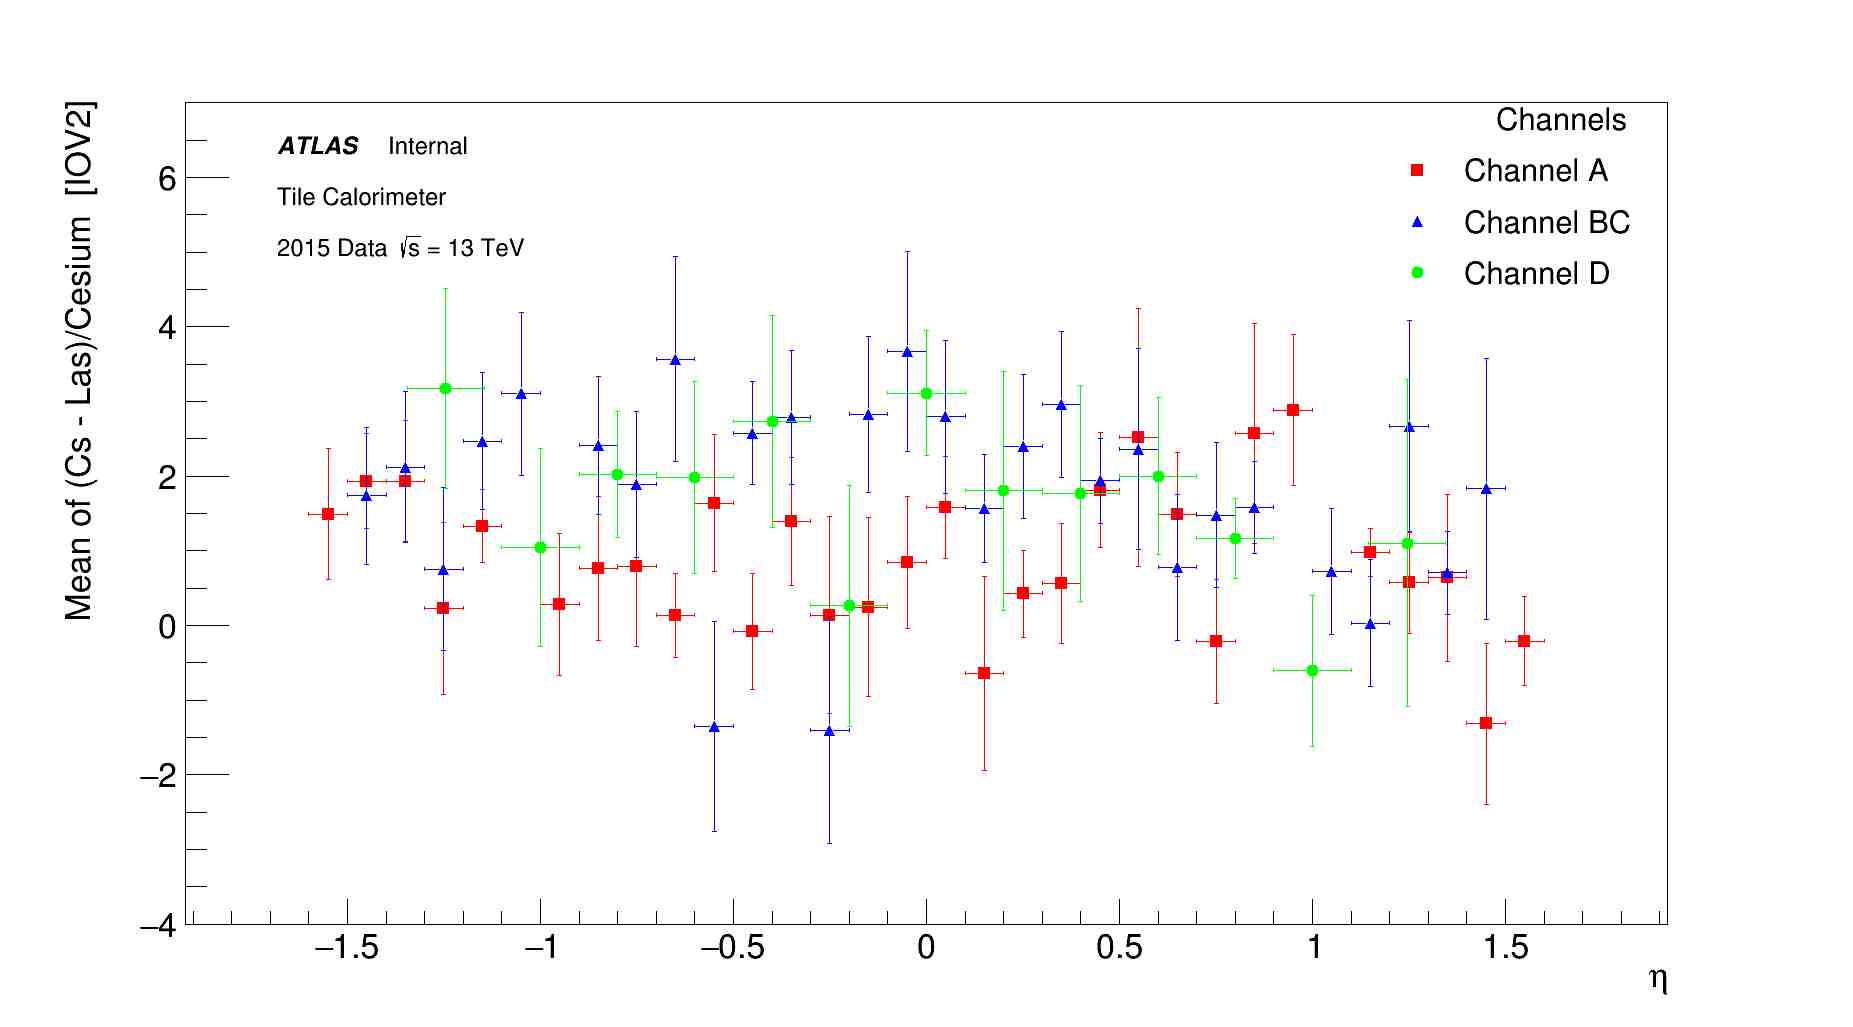 Mean of (Cs - Las)/Cesium [IOV2]
ATLAS Internal
Tile Calorimeter
2015 Data √s = 13 TeV
Channels
Channel A
Channel BC
Channel D
6
4
2
0
−2
−4
−1.5 −1 −0.5 0 0.5 1 1.5
η